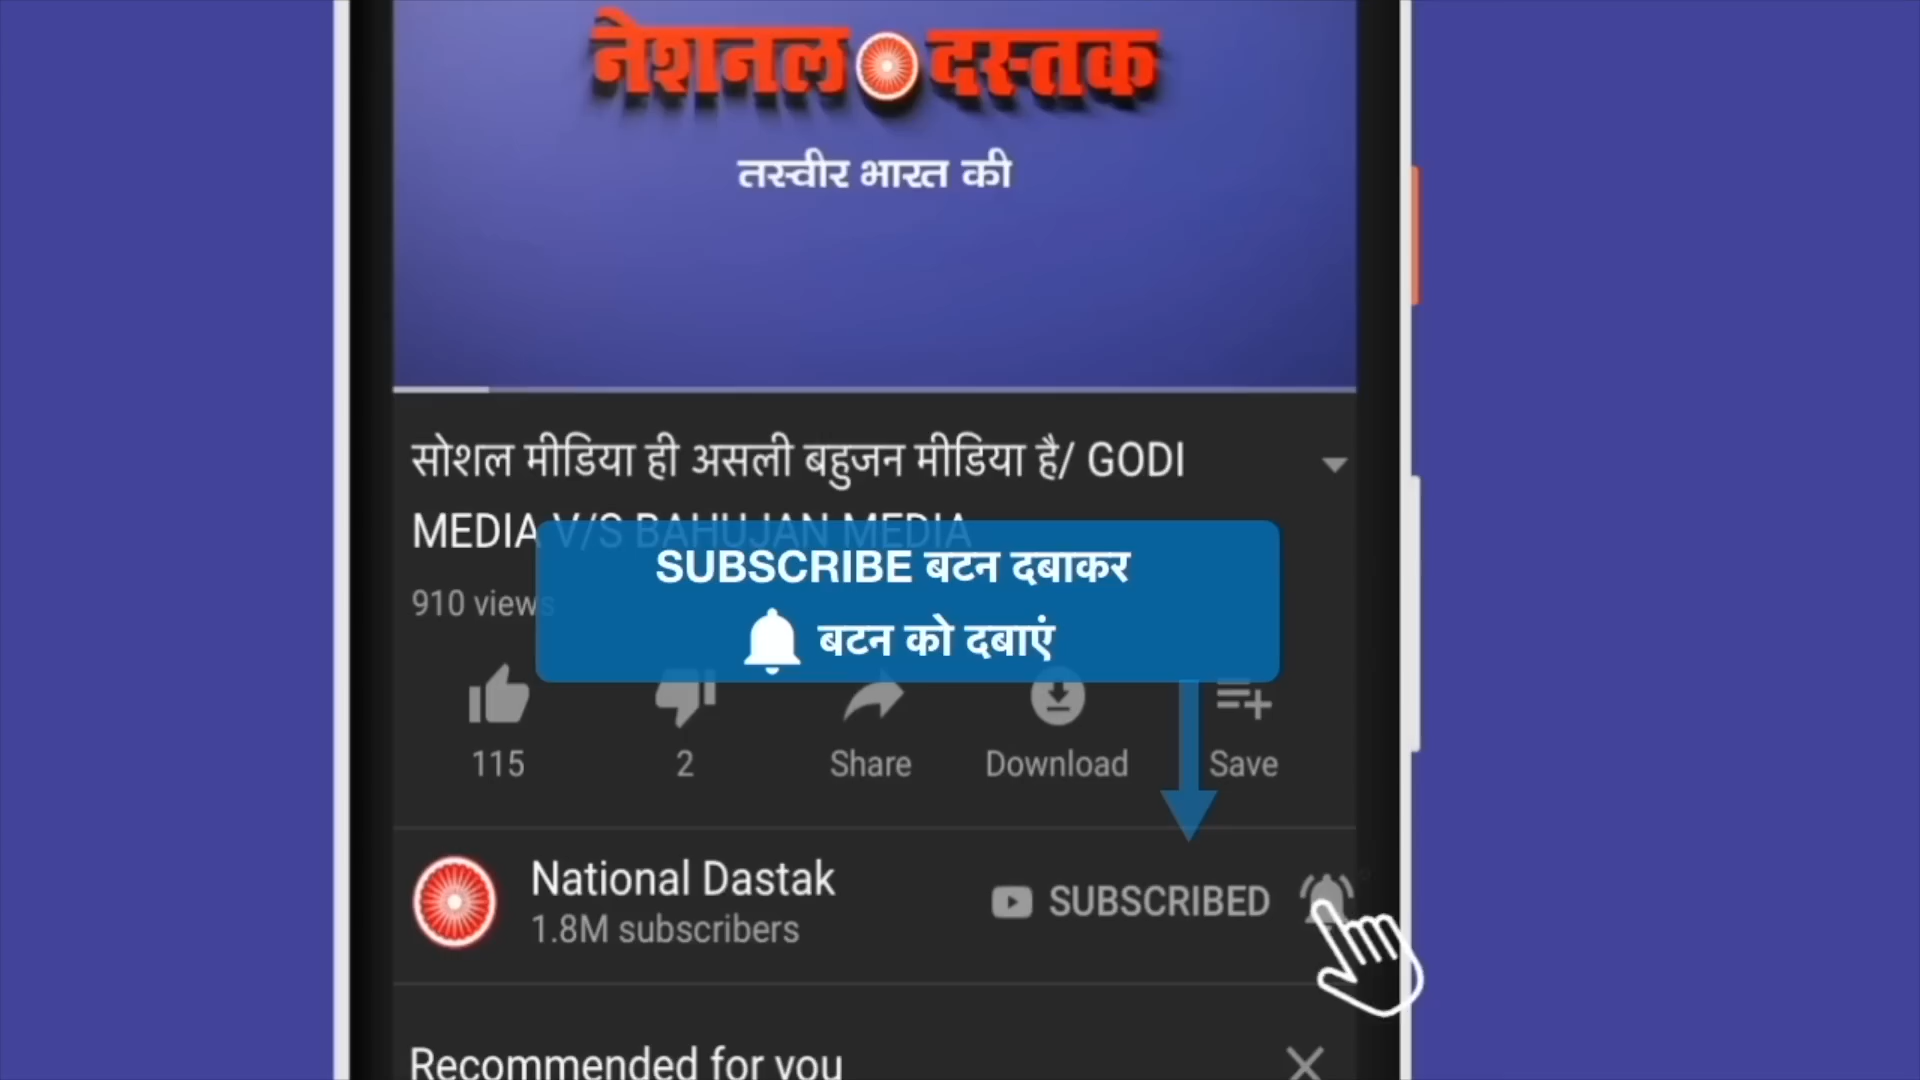 नेशनल दस्तक
तस्वीर भारत की
सोशल मीडिया ही असली बहुजन मीडिया है/ GODI
MEDIA V/S BAHUJAN MEDIA
910 views
SUBSCRIBE बटन दबाकर
बटन को दबाएं
115
2
Share
Download
Save
National Dastak
1.8M subscribers
SUBSCRIBED
Recommended for you